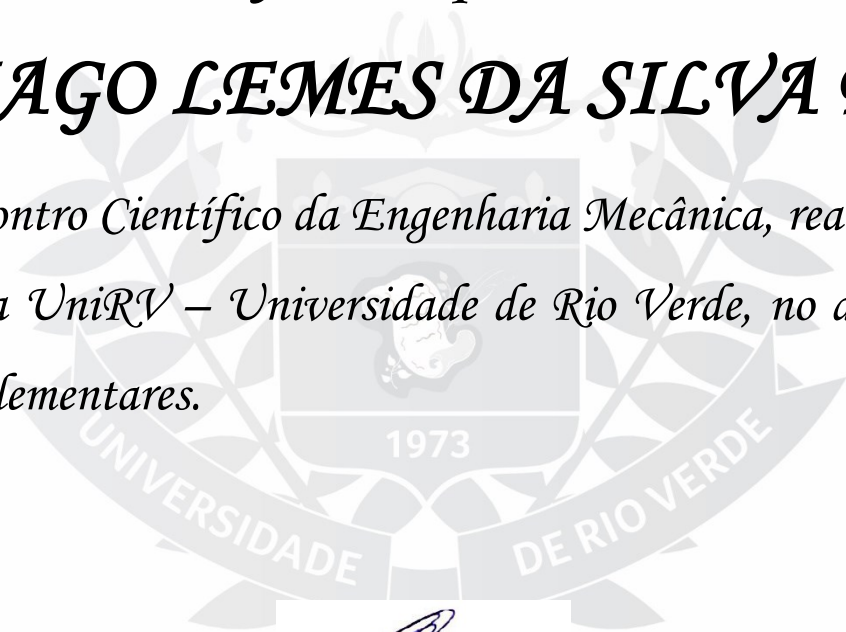 AGO LEMES DA SILVA
ontro Científico da Engenharia Mecânica, rea
a UniRV – Universidade de Rio Verde, no
lementares.
1973
UNIVERSIDADE DE RIO VERDE